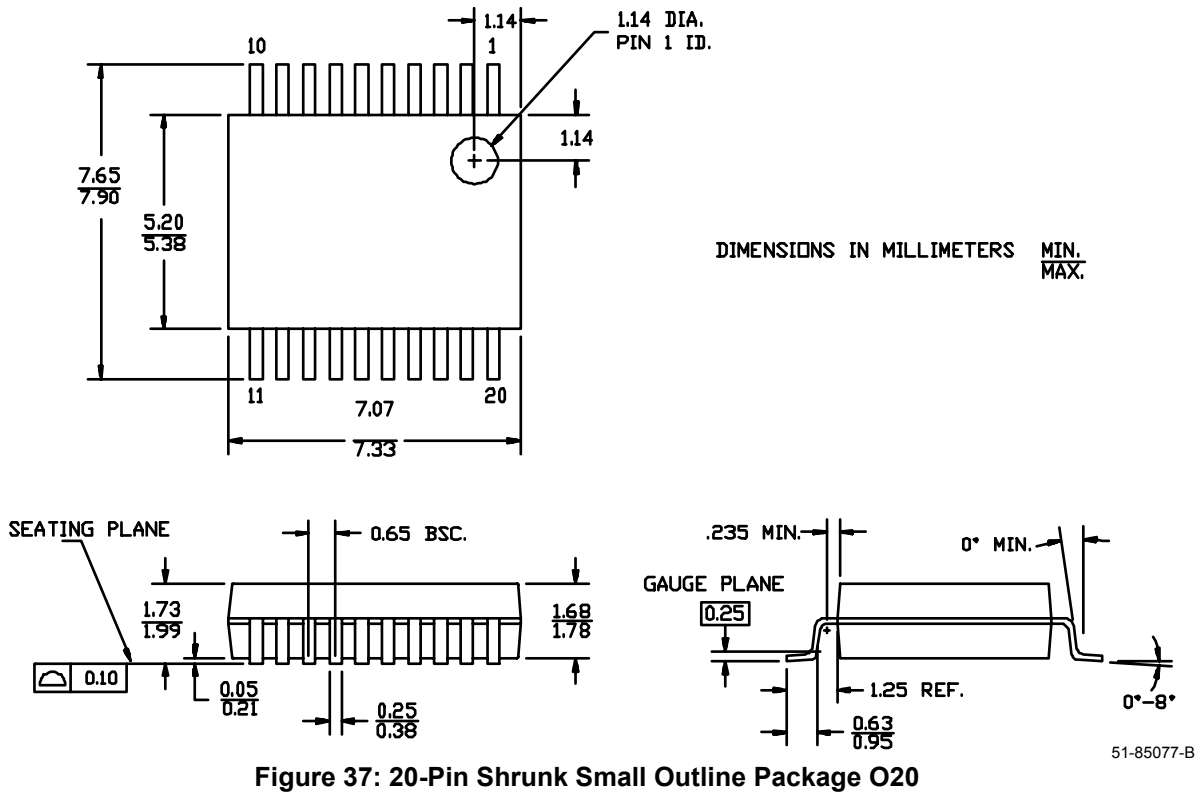 1.14
1.14 DIA.
PIN 1 ID.
10
1
1.14
7.65
7.90
5.20
5.38
DIMENSIONS IN MILLIMETERS MIN.
MAX.
11
20
7.07
7.33
SEATING PLANE
0.65 BSC.
1.73
1.99
1.68
1.78
0.10
0.05
0.21
0.25
0.38
.235 MIN.
0° MIN.
GAUGE PLANE
0.25
1.25 REF.
0.63
0.95
0°-8°
51-85077-B
Figure 37: 20-Pin Shrunk Small Outline Package O20